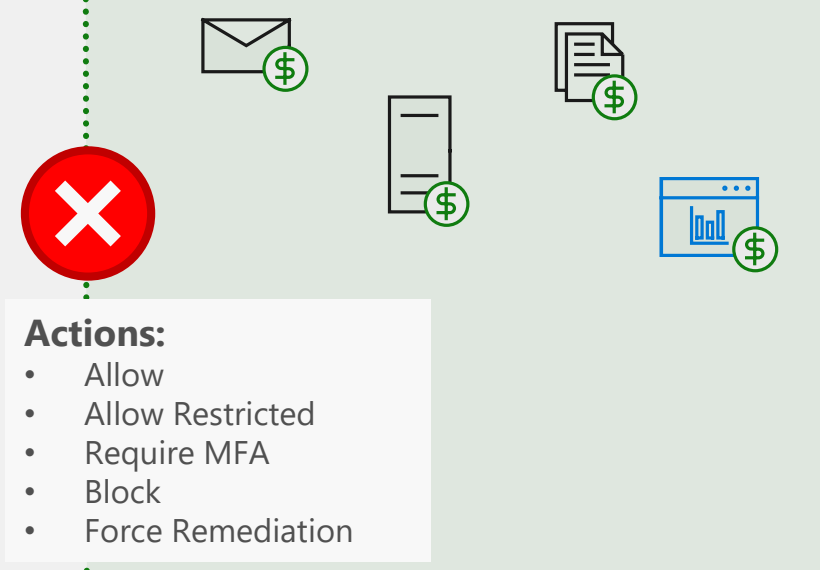 $
$
$
$
Actions:
• Allow
• Allow Restricted
• Require MFA
• Block
• Force Remediation